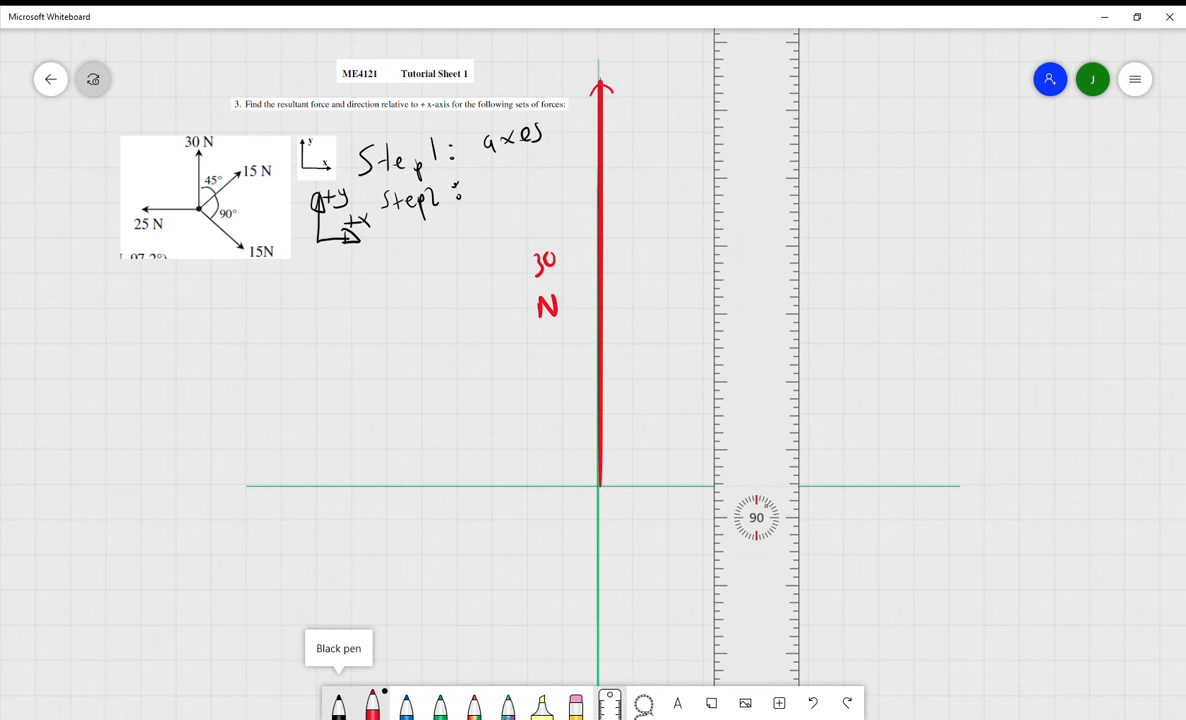 Microsoft Whiteboard
ME4121 Tutorial Sheet 1
3. Find the resultant force and direction relative to + x-axis for the following sets of forces:
30 N
15 N
45°
90°
25 N
15N
y
x
Step 1: axes
+y
Step 2:
+x
30
N
J
90
Black pen
A